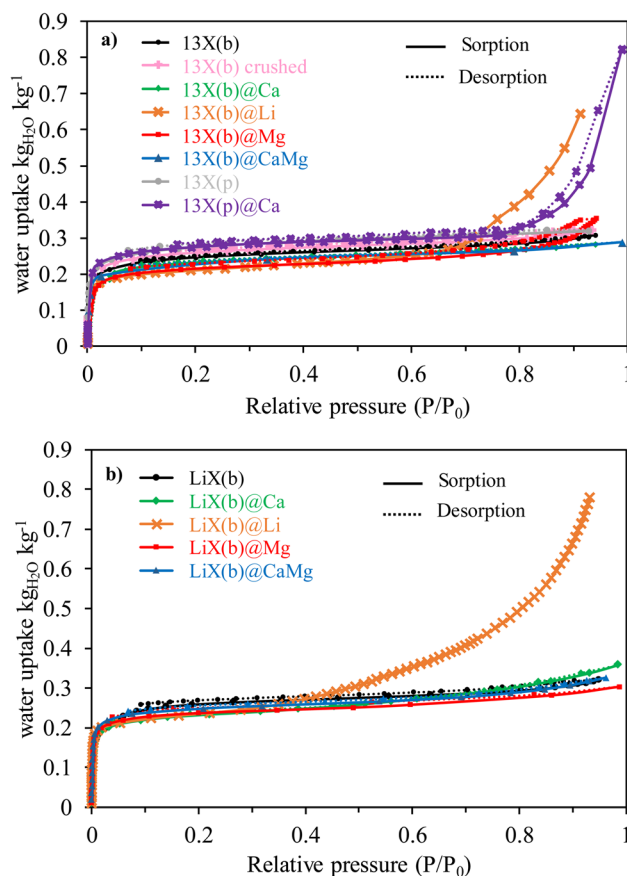 a)
13X(b)
13X(b) crushed
13X(b)@Ca
13X(b)@Li
13X(b)@Mg
13X(b)@CaMg
13X(p)
13X(p)@Ca
Sorption
Desorption
water uptake kg_H₂O kg⁻¹
0.9
0.8
0.7
0.6
0.5
0.4
0.3
0.2
0.1
0
0 0.2 0.4 0.6 0.8 1
Relative pressure (P/P₀)
b)
LiX(b)
LiX(b)@Ca
LiX(b)@Li
LiX(b)@Mg
LiX(b)@CaMg
Sorption
Desorption
water uptake kg_H₂O kg⁻¹
0.9
0.8
0.7
0.6
0.5
0.4
0.3
0.2
0.1
0
0 0.2 0.4 0.6 0.8 1
Relative pressure (P/P₀)